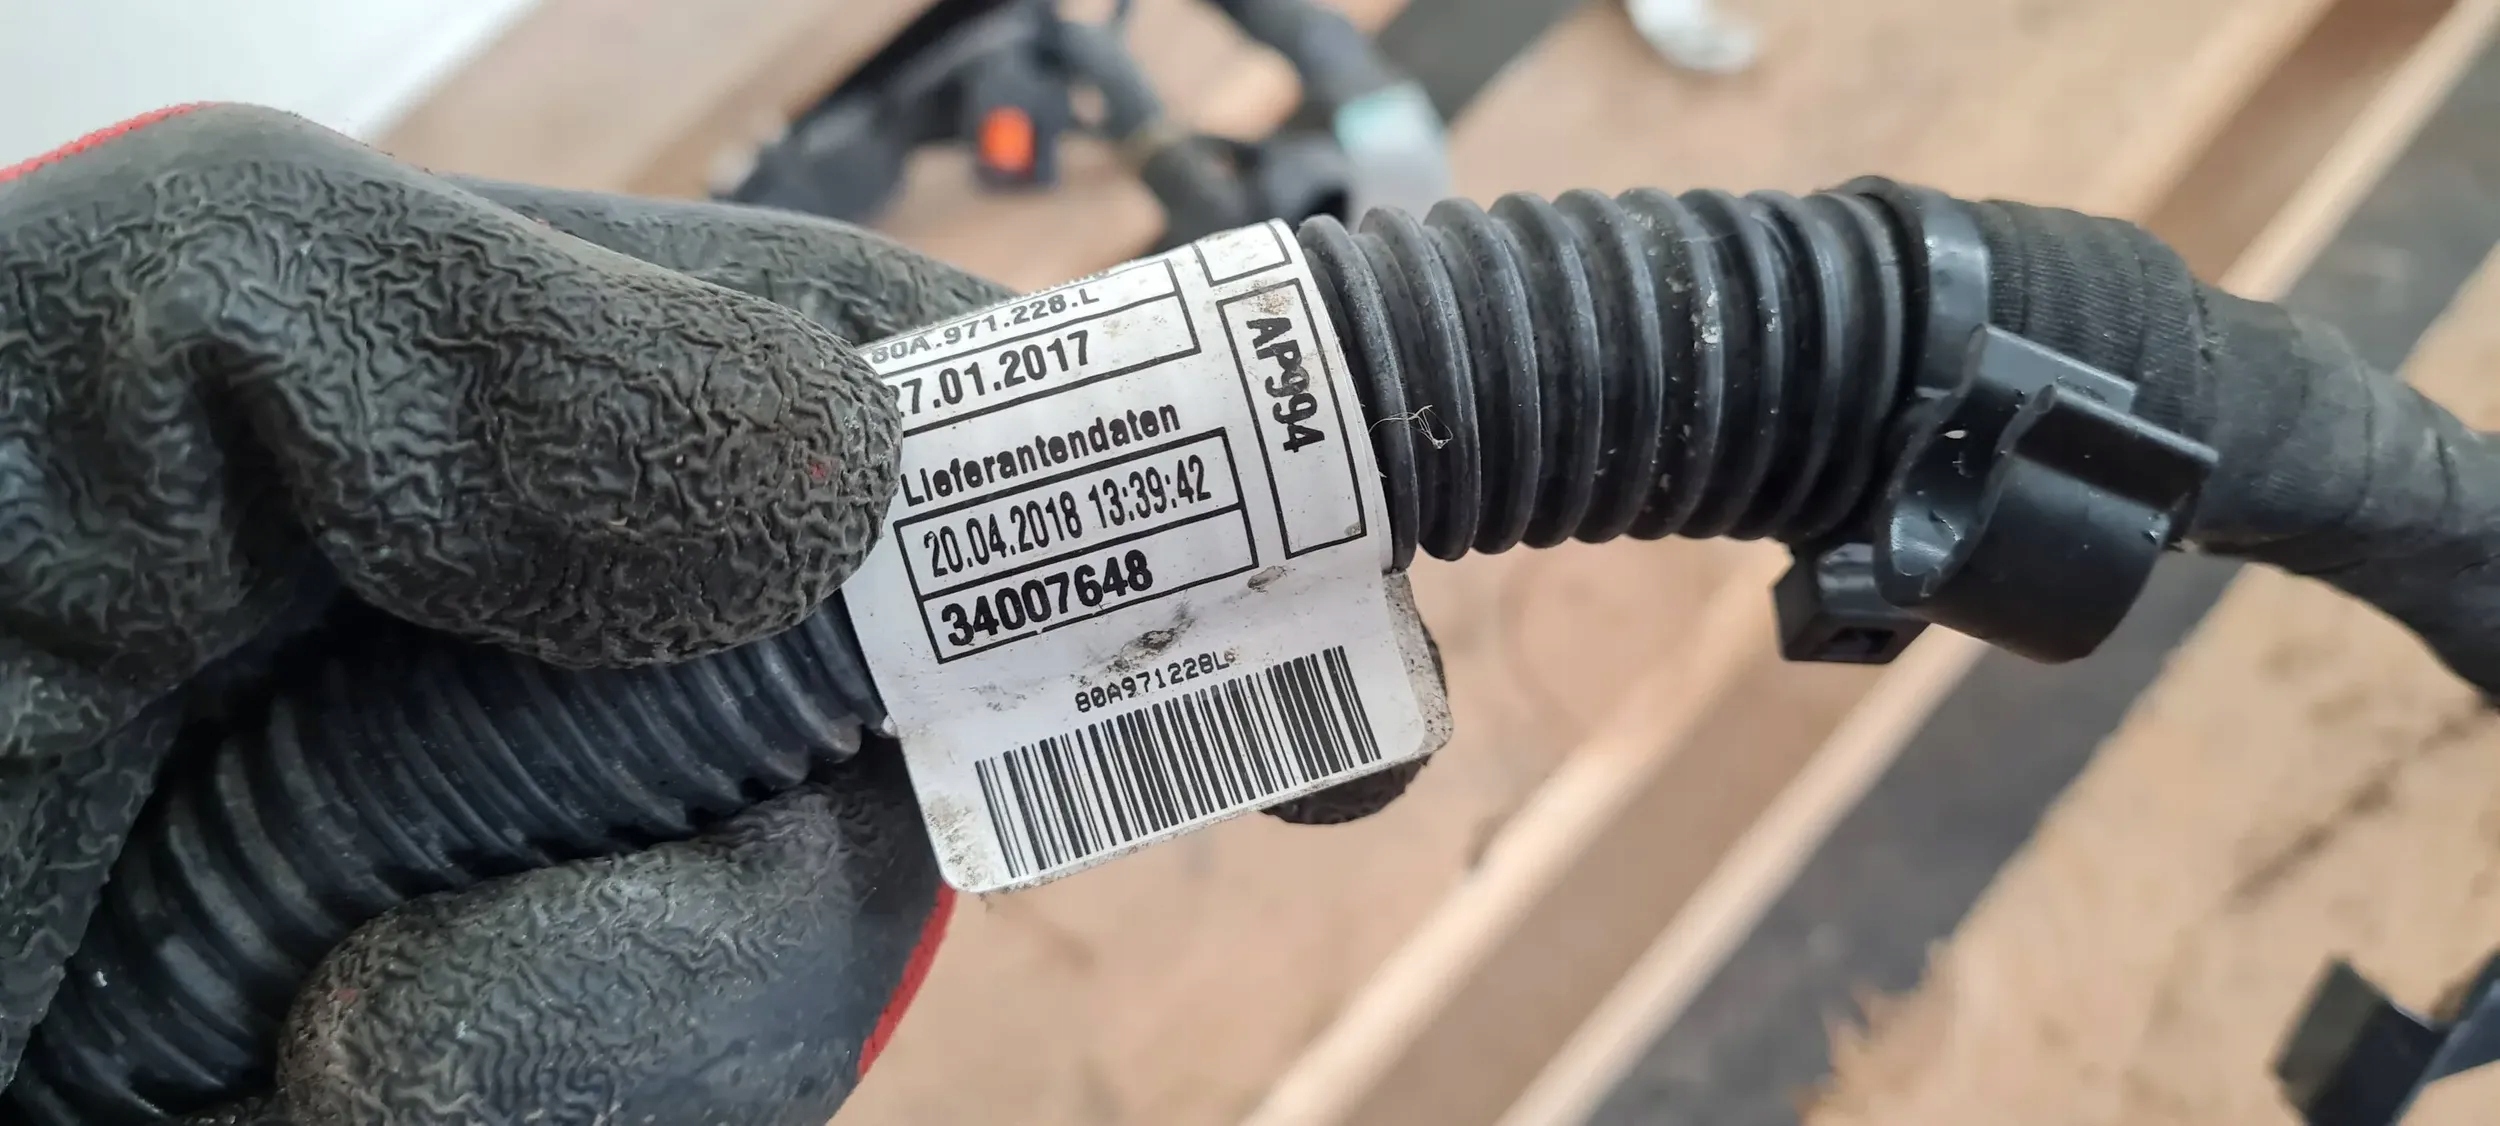 80A.971.228.L
27.01.2017
Lieferantendaten
20.04.2018 13:39:42
34007648
AP994
80A971228L